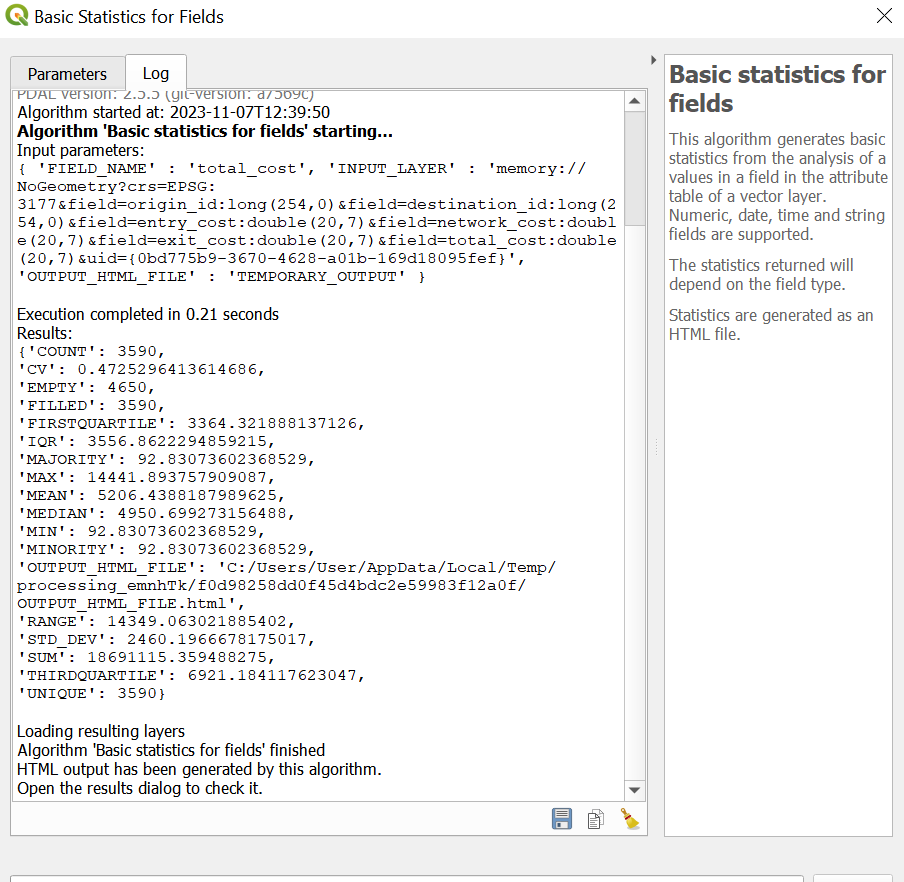 Basic Statistics for Fields
Parameters
Log
PDAL version: 2.5.5 (git-version: a7569c)
Algorithm started at: 2023-11-07T12:39:50
Algorithm 'Basic statistics for fields' starting...
Input parameters:
{ 'FIELD_NAME' : 'total_cost', 'INPUT_LAYER' : 'memory://
NoGeometry?crs=EPSG:
3177&field=origin_id:long(254,0)&field=destination_id:long(2
54,0)&field=entry_cost:double(20,7)&field=network_cost:doubl
e(20,7)&field=exit_cost:double(20,7)&field=total_cost:double
(20,7)&uid={0bd775b9-3670-4628-a01b-169d18095fef}',
'OUTPUT_HTML_FILE' : 'TEMPORARY_OUTPUT' }
Execution completed in 0.21 seconds
Results:
{'COUNT': 3590,
'CV': 0.4725296413614686,
'EMPTY': 4650,
'FILLED': 3590,
'FIRSTQUARTILE': 3364.321888137126,
'IQR': 3556.8622294859215,
'MAJORITY': 92.83073602368529,
'MAX': 14441.893757909087,
'MEAN': 5206.4388187989625,
'MEDIAN': 4950.699273156488,
'MIN': 92.83073602368529,
'MINORITY': 92.83073602368529,
'OUTPUT_HTML_FILE': 'C:/Users/User/AppData/Local/Temp/
processing_emnhTk/f0d98258dd0f45d4bdc2e59983f12a0f/
OUTPUT_HTML_FILE.html',
'RANGE': 14349.063021885402,
'STD_DEV': 2460.1966678175017,
'SUM': 18691115.359488275,
'THIRDQUARTILE': 6921.184117623047,
'UNIQUE': 3590}
Loading resulting layers
Algorithm 'Basic statistics for fields' finished
HTML output has been generated by this algorithm.
Open the results dialog to check it.
Basic statistics for
fields
This algorithm generates basic
statistics from the analysis of a
values in a field in the attribute
table of a vector layer.
Numeric, date, time and string
fields are supported.
The statistics returned will
depend on the field type.
Statistics are generated as an
HTML file.